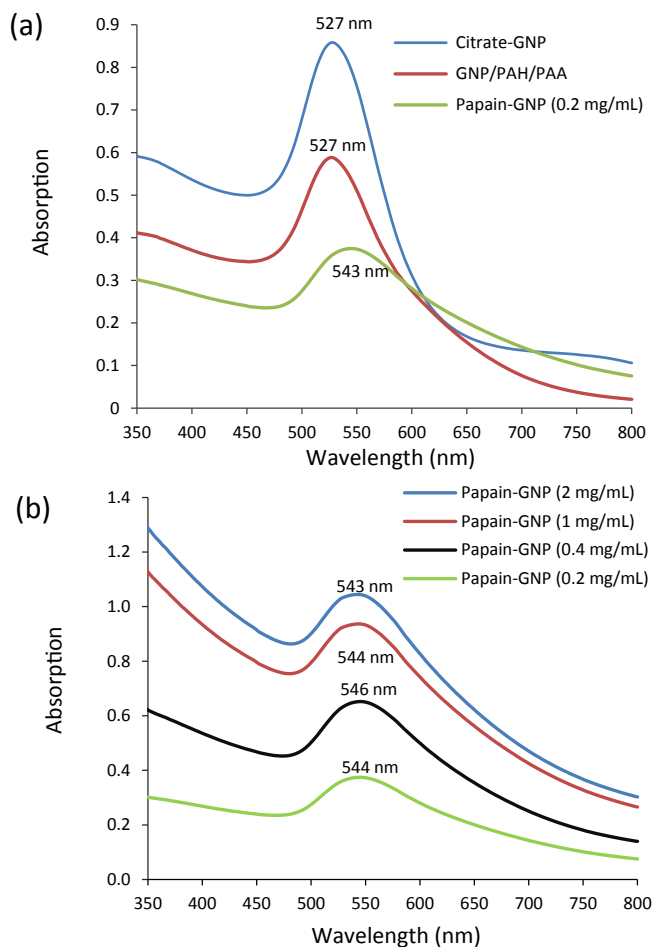 (a)
527 nm
Citrate-GNP
GNP/PAH/PAA
Papain-GNP (0.2 mg/mL)
527 nm
543 nm
Absorption
0.9
0.8
0.7
0.6
0.5
0.4
0.3
0.2
0.1
0
350 400 450 500 550 600 650 700 750 800
Wavelength (nm)
(b)
Papain-GNP (2 mg/mL)
Papain-GNP (1 mg/mL)
Papain-GNP (0.4 mg/mL)
Papain-GNP (0.2 mg/mL)
543 nm
544 nm
546 nm
544 nm
Absorption
1.4
1.2
1.0
0.8
0.6
0.4
0.2
0.0
350 400 450 500 550 600 650 700 750 800
Wavelength (nm)